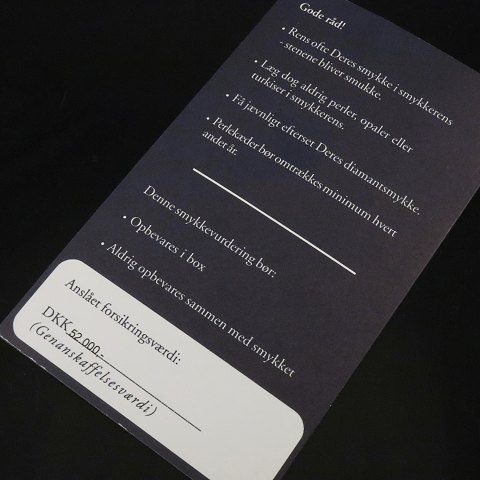 Gode råd!
• Rens ofte Deres smykke i smykkerens
- stenene bliver smukke.
• Læg dog aldrig perler, opaler eller
turkiser i smykkerens.
• Få jævnligt efterset Deres diamantsmykke.
• Perlekæder bør omtrækkes minimum hvert
andet år.
Denne smykkevurdering bør:
• Opbevares i box
• Aldrig opbevares sammen med smykket
Anslået forsikringsværdi:
DKK 52.000.-
(Genanskaffelsesværdi)